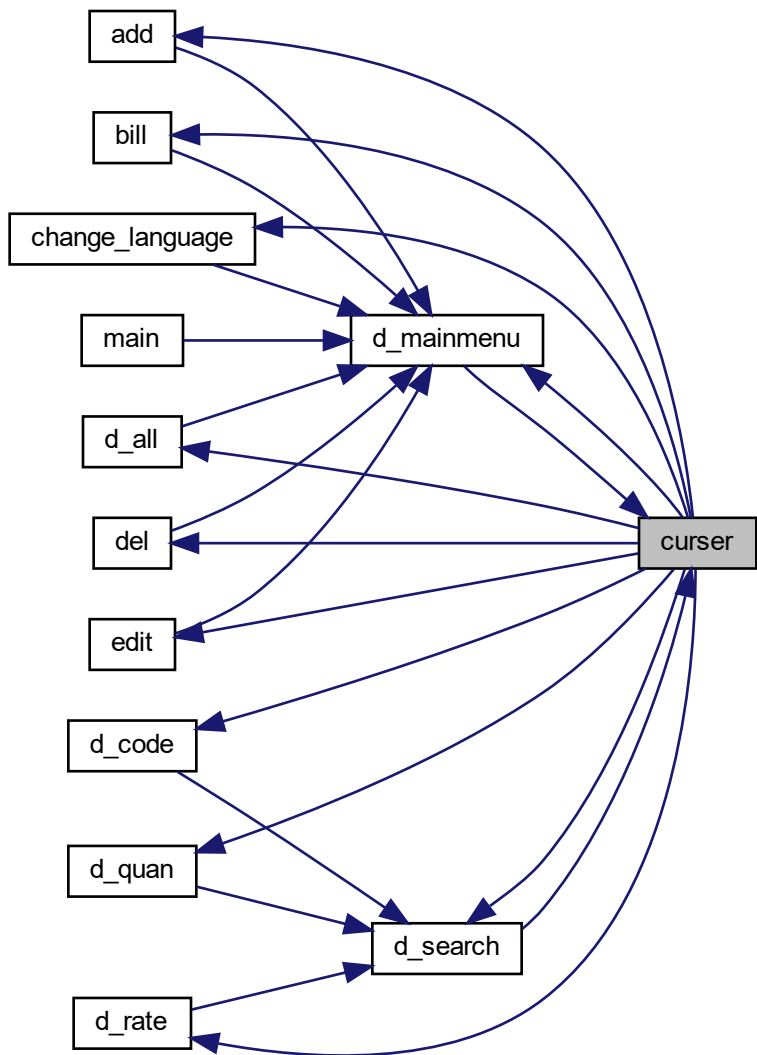 add
bill
change_language
main
d_mainmenu
d_all
del
curser
edit
d_code
d_quan
d_search
d_rate